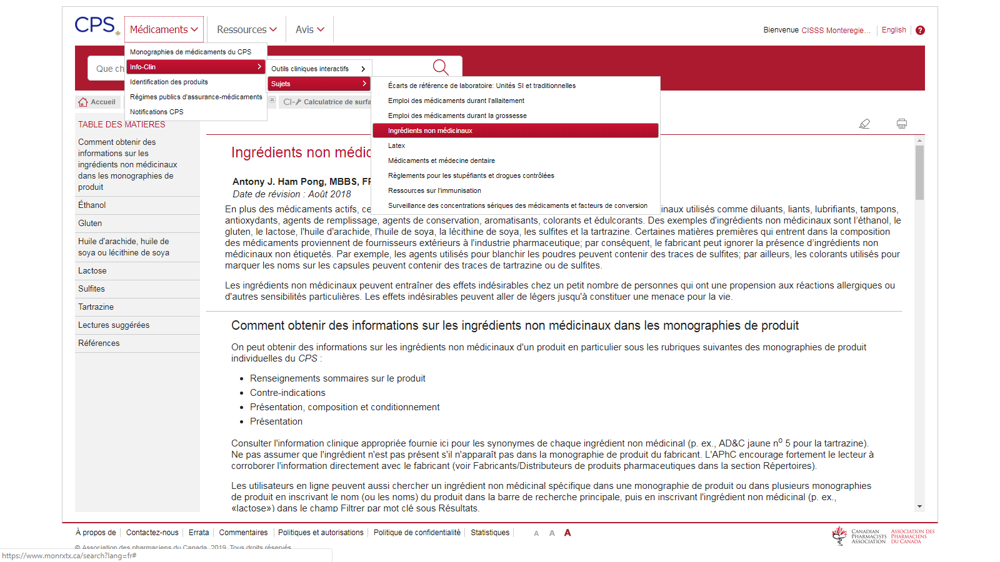 CPS
Médicaments
Ressources
Avis
Bienvenue CISSS Monteregie...
English
?
Monographies de médicaments du CPS
Info-Clin
Identification des produits
Régimes publics d'assurance-médicaments
Notifications CPS
Que ch
Outils cliniques interactifs
Sujets
Écarts de référence de laboratoire: Unités SI et traditionnelles
Emploi des médicaments durant l'allaitement
Emploi des médicaments durant la grossesse
Ingrédients non médicinaux
Latex
Médicaments et médecine dentaire
Règlements pour les stupéfiants et drogues contrôlées
Ressources sur l'immunisation
Surveillance des concentrations sériques des médicaments et facteurs de conversion
Accueil
CI- Calculatrice de surfa
TABLE DES MATIÈRES
Comment obtenir des
informations sur les
ingrédients non médicinaux
dans les monographies de
produit
Éthanol
Gluten
Huile d'arachide, huile de
soya ou lécithine de soya
Lactose
Sulfites
Tartrazine
Lectures suggérées
Références
Ingrédients non médic
Antony J. Ham Pong, MBBS, FR
Date de révision : Août 2018
En plus des médicaments actifs, ce
inaux utilisés comme diluants, liants, lubrifiants, tampons,
antioxydants, agents de remplissage, agents de conservation, aromatisants, colorants et édulcorants. Des exemples d'ingrédients non médicinaux sont l'éthanol, le
gluten, le lactose, l'huile d'arachide, l'huile de soya, la lécithine de soya, les sulfites et la tartrazine. Certaines matières premières qui entrent dans la composition
des médicaments proviennent de fournisseurs extérieurs à l'industrie pharmaceutique; par conséquent, le fabricant peut ignorer la présence d'ingrédients non
médicinaux non étiquetés. Par exemple, les agents utilisés pour blanchir les poudres peuvent contenir des traces de sulfites; par ailleurs, les colorants utilisés pour
marquer les noms sur les capsules peuvent contenir des traces de tartrazine ou de sulfites.
Les ingrédients non médicinaux peuvent entraîner des effets indésirables chez un petit nombre de personnes qui ont une propension aux réactions allergiques ou
d'autres sensibilités particulières. Les effets indésirables peuvent aller de légers jusqu'à constituer une menace pour la vie.
Comment obtenir des informations sur les ingrédients non médicinaux dans les monographies de produit
On peut obtenir des informations sur les ingrédients non médicinaux d'un produit en particulier sous les rubriques suivantes des monographies de produit
individuelles du CPS :
• Renseignements sommaires sur le produit
• Contre-indications
• Présentation, composition et conditionnement
• Présentation
Consulter l'information clinique appropriée fournie ici pour les synonymes de chaque ingrédient non médicinal (p. ex., AD&C jaune nº 5 pour la tartrazine).
Ne pas assumer que l'ingrédient n'est pas présent s'il n'apparaît pas dans la monographie de produit du fabricant. L'APhC encourage fortement le lecteur à
corroborer l'information directement avec le fabricant (voir Fabricants/Distributeurs de produits pharmaceutiques dans la section Répertoires).
Les utilisateurs en ligne peuvent aussi chercher un ingrédient non médicinal spécifique dans une monographie de produit ou dans plusieurs monographies
de produit en inscrivant le nom (ou les noms) du produit dans la barre de recherche principale, puis en inscrivant l'ingrédient non médicinal (p. ex.,
«lactose») dans le champ Filtrer par mot clé sous Résultats.
À propos de
Contactez-nous
Errata
Commentaires
Politiques et autorisations
Politique de confidentialité
Statistiques
A A A
CANADIAN
PHARMACISTS
ASSOCIATION
ASSOCIATION DES
PHARMACIENS
DU CANADA
© Association des pharmaciens du Canada, 2019. Tous droits réservés
https://www.monrxtx.ca/search?lang=fr#